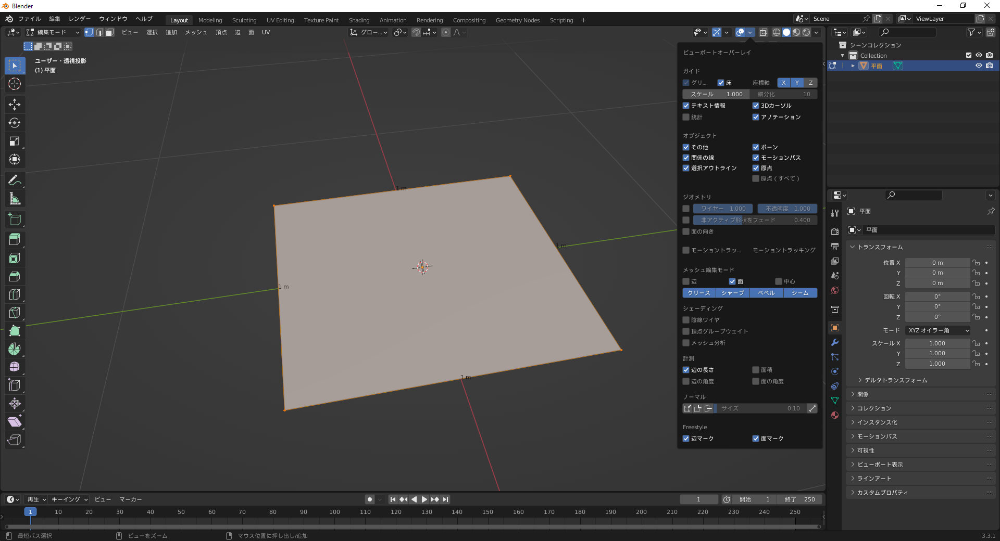 Blender
ファイル 編集 レンダー ウィンドウ ヘルプ Layout Modeling Sculpting UV Editing Texture Paint Shading Animation Rendering Compositing Geometry Nodes Scripting + Scene ViewLayer
編集モード ビュー 選択 追加 メッシュ 頂点 辺 面 UV グロー...
ユーザー・透視投影
(1) 平面
1 m
1 m
1 m
1 m
ビューポートオーバーレイ
ガイド
グリ... 床 座標軸 X Y Z
スケール 1.000 細分化 10
テキスト情報 3Dカーソル
統計 アノテーション
オブジェクト
その他 ボーン
関係の線 モーションパス
選択アウトライン 原点
原点 ( すべて )
ジオメトリ
ワイヤー 1.000 不透明度 1.000
非アクティブ形状をフェード 0.400
面の向き
モーショントラッ... モーショントラッキング
メッシュ編集モード
辺 面 中心
クリース シャープ ベベル シーム
シェーディング
陰線ワイヤ
頂点グループウェイト
メッシュ分析
計測
辺の長さ 面積
辺の角度 面の角度
ノーマル
サイズ 0.10
Freestyle
辺マーク 面マーク
シーンコレクション
Collection
平面
平面
平面
トランスフォーム
位置 X 0 m
Y 0 m
Z 0 m
回転 X 0°
Y 0°
Z 0°
モード XYZ オイラー角
スケール X 1.000
Y 1.000
Z 1.000
デルタトランスフォーム
関係
コレクション
インスタンス化
モーションパス
可視性
ビューポート表示
ラインアート
カスタムプロパティ
再生 キーイング ビュー マーカー 1 開始 1 終了 250
1 10 20 30 40 50 60 70 80 90 100 110 120 130 140 150 160 170 180 190 200 210 220 230 240 250
最短パス選択 ビューをズーム マウス位置に押し出し/追加 3.3.1